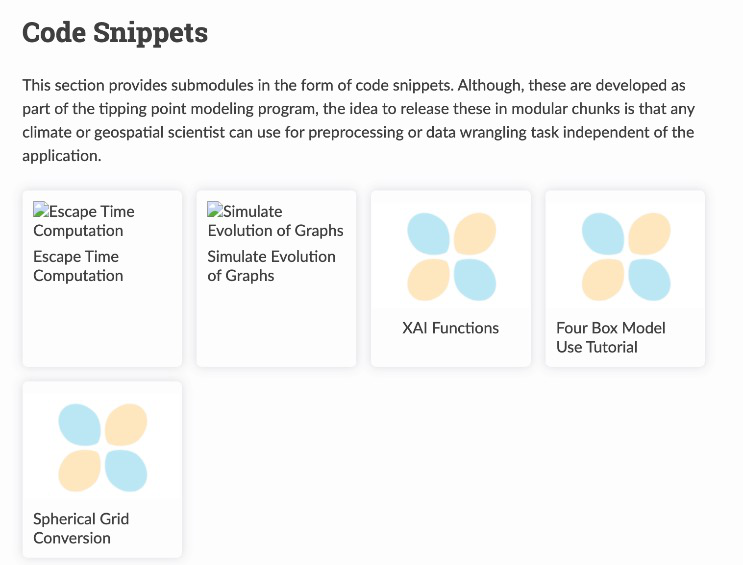 Code Snippets
This section provides submodules in the form of code snippets. Although, these are developed as
part of the tipping point modeling program, the idea to release these in modular chunks is that any
climate or geospatial scientist can use for preprocessing or data wrangling task independent of the
application.
Escape Time
Computation
Escape Time
Computation
Simulate
Evolution of Graphs
Simulate Evolution
of Graphs
XAI Functions
Four Box Model
Use Tutorial
Spherical Grid
Conversion